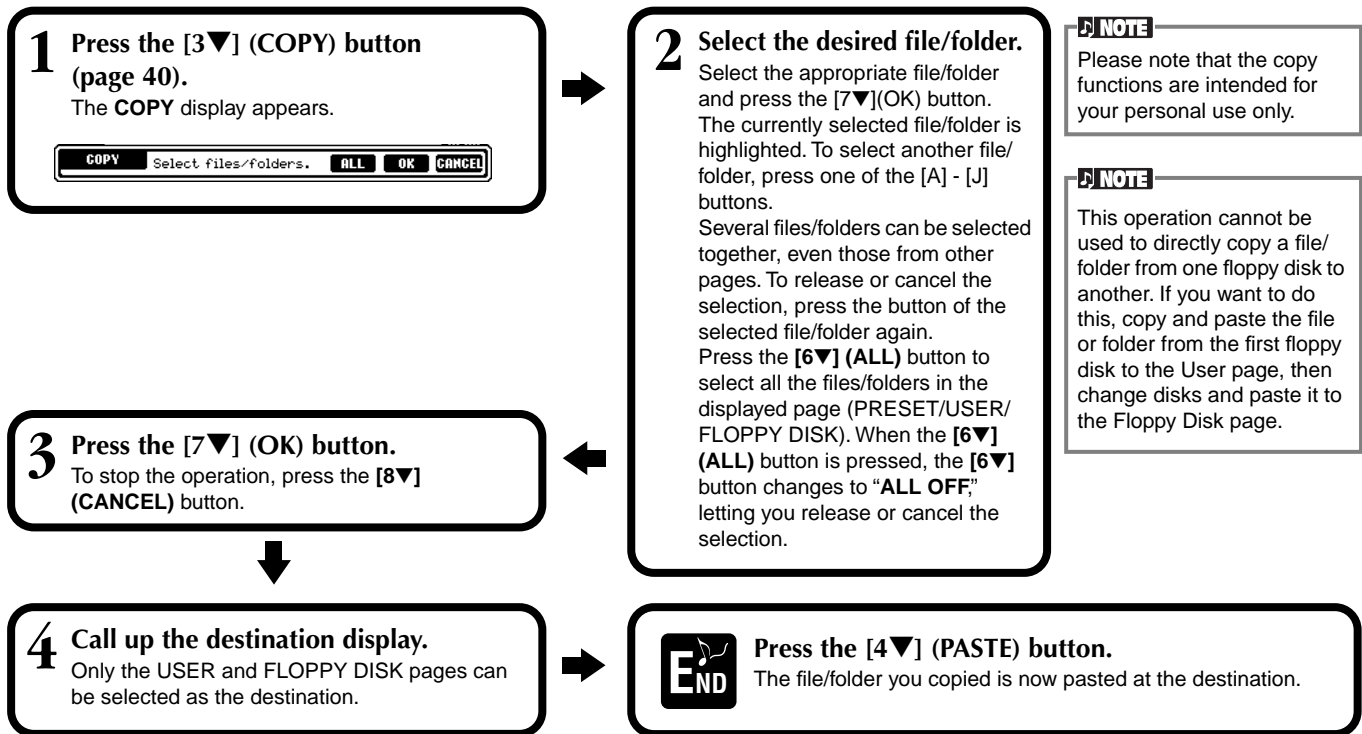 1 Press the [3▼] (COPY) button
(page 40).
The COPY display appears.
COPY Select files/folders. ALL OK CANCEL
2 Select the desired file/folder.
Select the appropriate file/folder
and press the [7▼](OK) button.
The currently selected file/folder is
highlighted. To select another file/
folder, press one of the [A] - [J]
buttons.
Several files/folders can be selected
together, even those from other
pages. To release or cancel the
selection, press the button of the
selected file/folder again.
Press the [6▼] (ALL) button to
select all the files/folders in the
displayed page (PRESET/USER/
FLOPPY DISK). When the [6▼]
(ALL) button is pressed, the [6▼]
button changes to “ALL OFF,”
letting you release or cancel the
selection.
NOTE
Please note that the copy
functions are intended for
your personal use only.
NOTE
This operation cannot be
used to directly copy a file/
folder from one floppy disk to
another. If you want to do
this, copy and paste the file
or folder from the first floppy
disk to the User page, then
change disks and paste it to
the Floppy Disk page.
3 Press the [7▼] (OK) button.
To stop the operation, press the [8▼]
(CANCEL) button.
4 Call up the destination display.
Only the USER and FLOPPY DISK pages can
be selected as the destination.
END
Press the [4▼] (PASTE) button.
The file/folder you copied is now pasted at the destination.